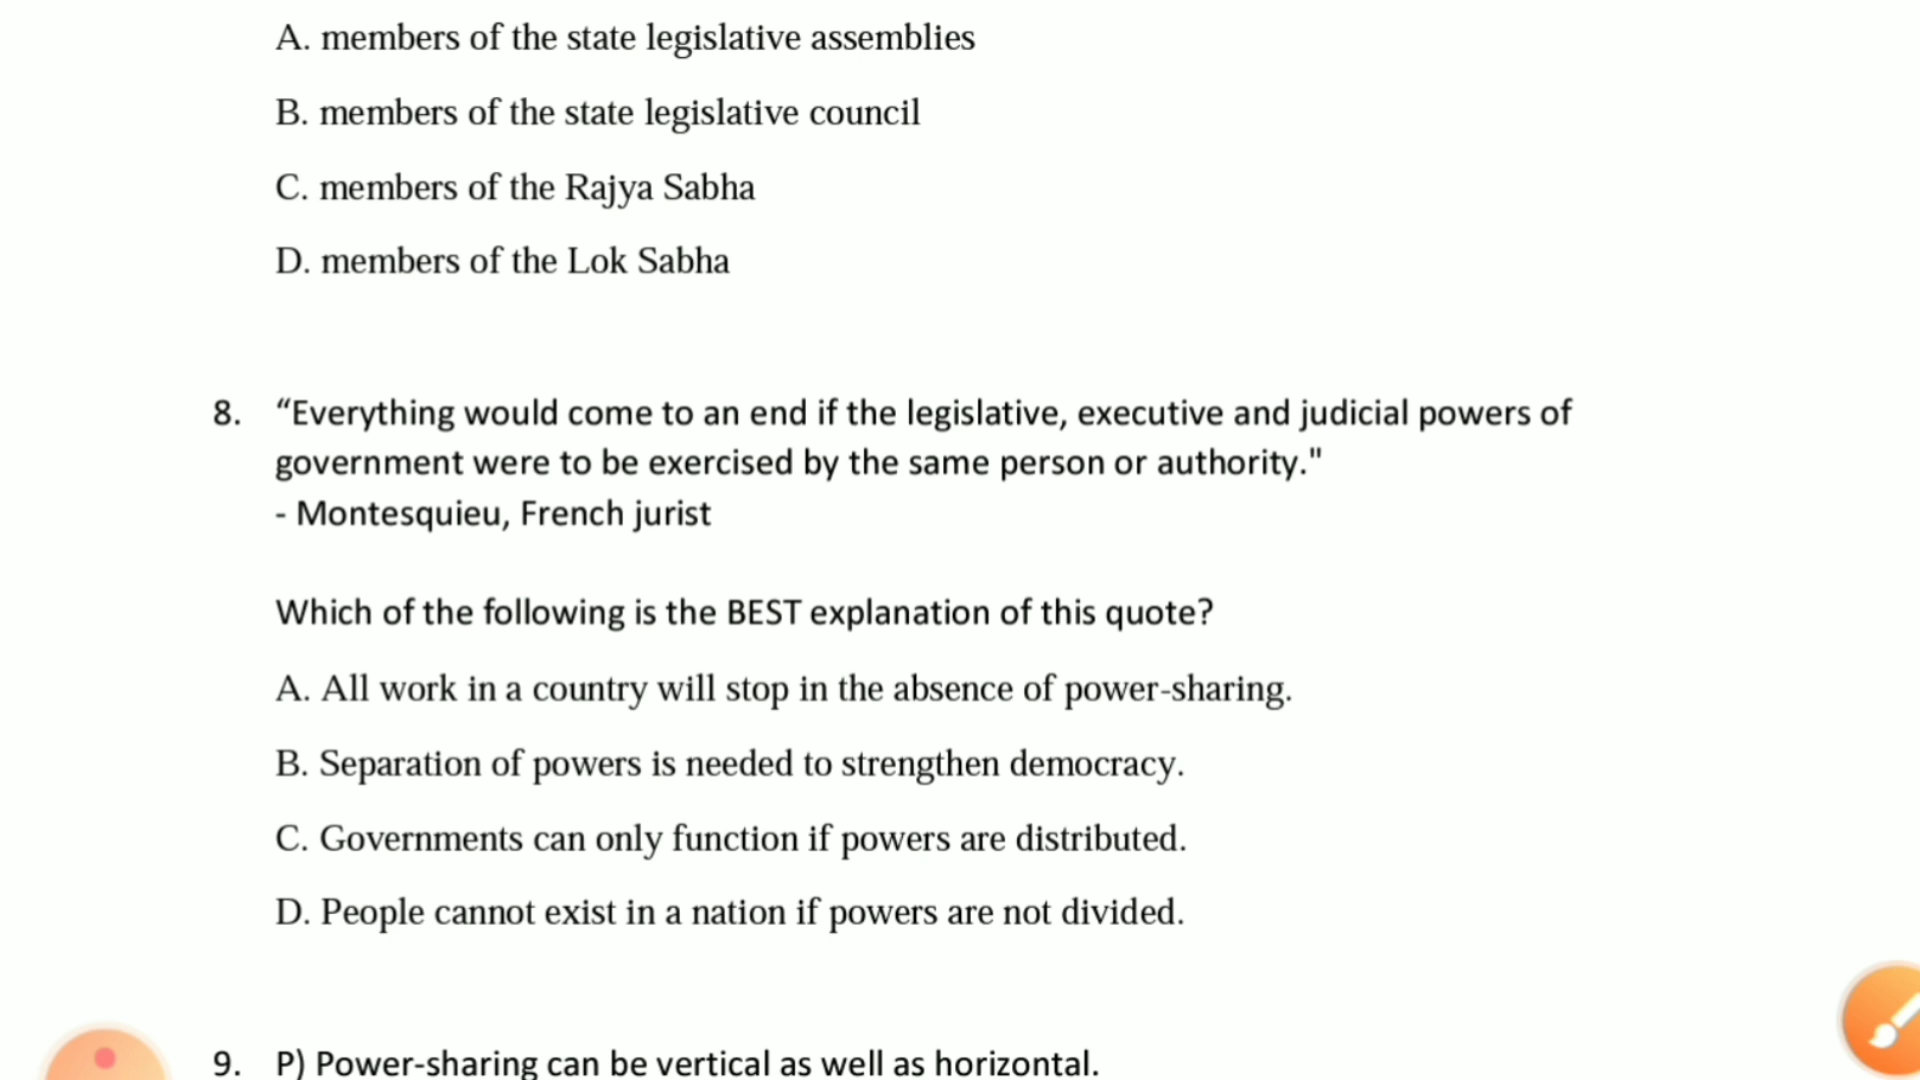 A. members of the state legislative assemblies
B. members of the state legislative council
C. members of the Rajya Sabha
D. members of the Lok Sabha
8. “Everything would come to an end if the legislative, executive and judicial powers of
government were to be exercised by the same person or authority."
- Montesquieu, French jurist
Which of the following is the BEST explanation of this quote?
A. All work in a country will stop in the absence of power-sharing.
B. Separation of powers is needed to strengthen democracy.
C. Governments can only function if powers are distributed.
D. People cannot exist in a nation if powers are not divided.
9. P) Power-sharing can be vertical as well as horizontal.